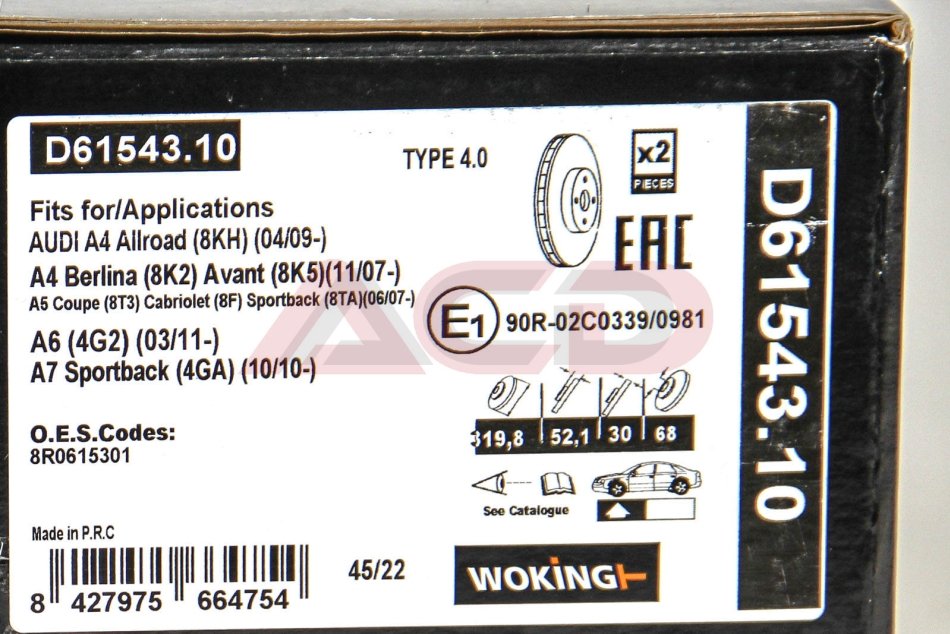 D61543.10
TYPE 4.0
x2
PIECES
Fits for/Applications
AUDI A4 Allroad (8KH) (04/09-)
A4 Berlina (8K2) Avant (8K5)(11/07-)
A5 Coupe (8T3) Cabriolet (8F) Sportback (8TA)(06/07-)
A6 (4G2) (03/11-)
A7 Sportback (4GA) (10/10-)
EAC
E1 90R-02C0339/0981
ACD
319,8 52,1 30 68
O.E.S.Codes:
8R0615301
See Catalogue
Made in P.R.C
45/22
WOKING
8 427975 664754
D61543.10